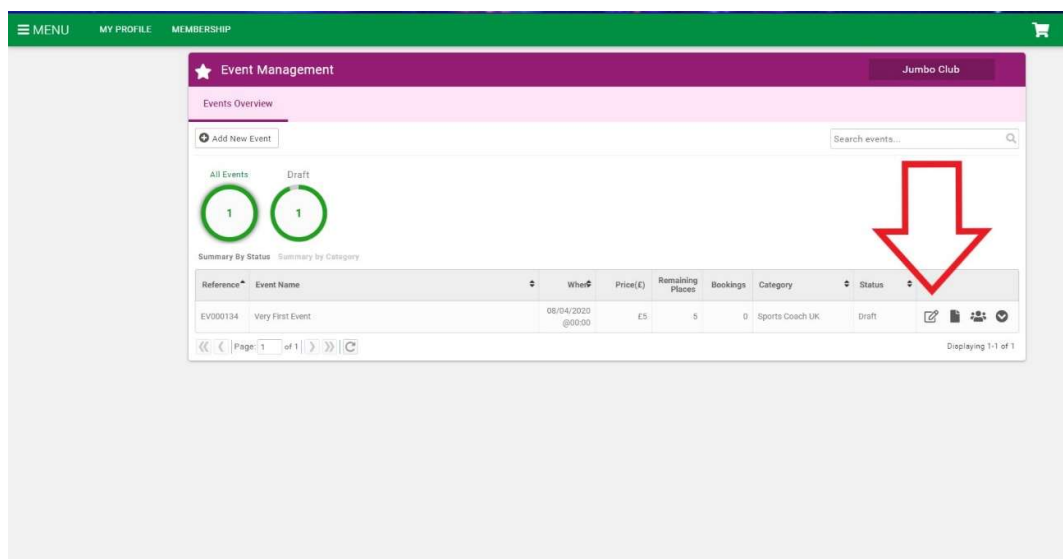 MENU MY PROFILE MEMBERSHIP
Event Management Jumbo Club
Events Overview
Add New Event Search events...
All Events Draft
1 1
Summary By Status Summary by Category
Reference Event Name When Price(£) Remaining Places Bookings Category Status
EV000134 Very First Event 08/04/2020 @00:00 £5 5 0 Sports Coach UK Draft
Page: 1 of 1 Displaying 1-1 of 1